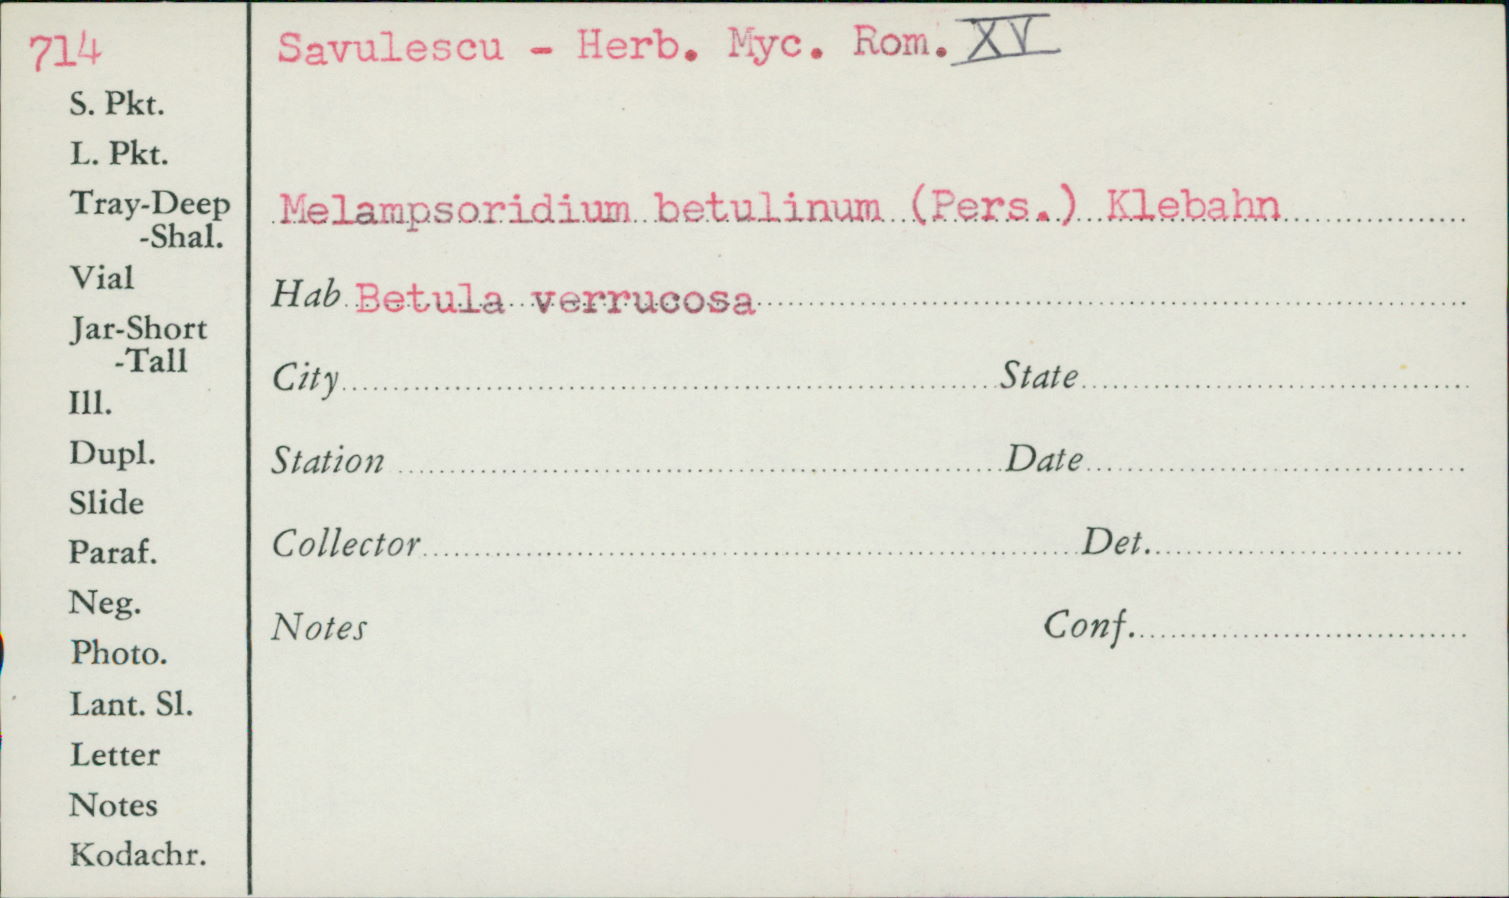 714
Savulescu - Herb. Myc. Rom. XV
S. Pkt.
L. Pkt.
Tray-Deep
-Shal.
Vial
Jar-Short
-Tall
Ill.
Dupl.
Slide
Paraf.
Neg.
Photo.
Lant. Sl.
Letter
Notes
Kodachr.
Melampsoridium betulinum (Pers.) Klebahn
Hab Betula verrucosa
City State
Station Date
Collector Det.
Notes Conf.